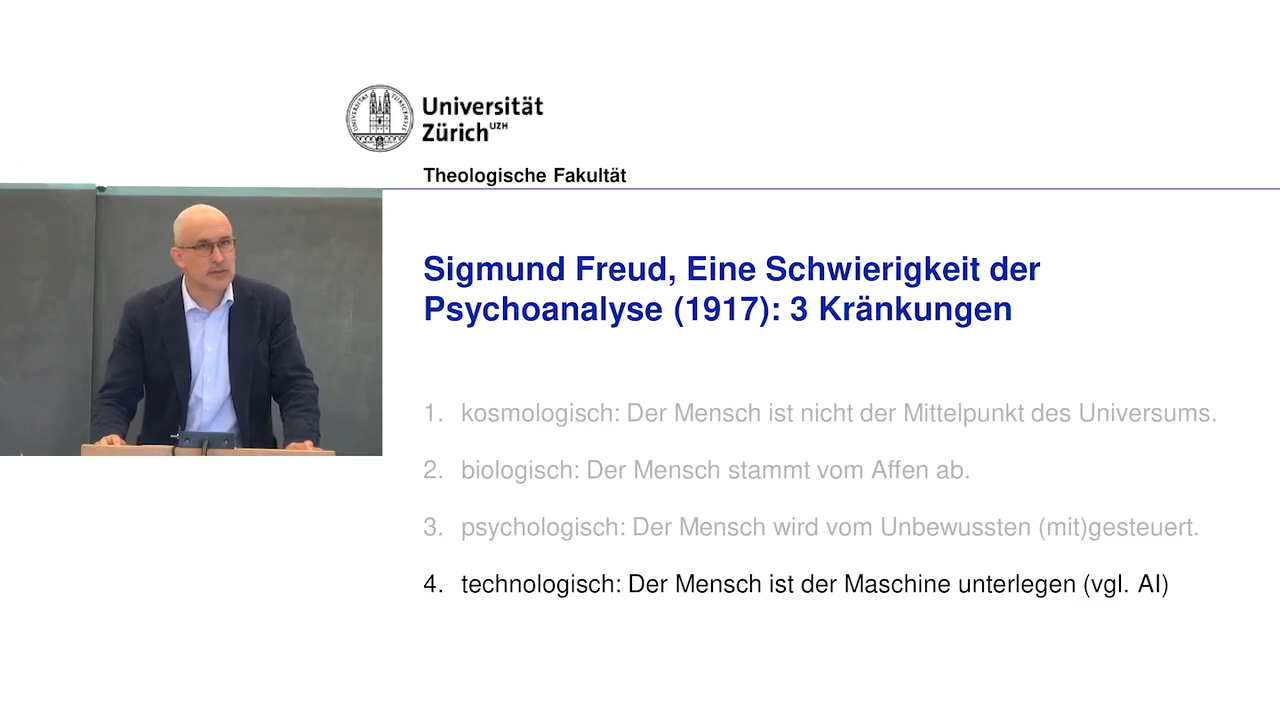 Universität
Zürich UZH
Theologische Fakultät
Sigmund Freud, Eine Schwierigkeit der
Psychoanalyse (1917): 3 Kränkungen
1. kosmologisch: Der Mensch ist nicht der Mittelpunkt des Universums.
2. biologisch: Der Mensch stammt vom Affen ab.
3. psychologisch: Der Mensch wird vom Unbewussten (mit)gesteuert.
4. technologisch: Der Mensch ist der Maschine unterlegen (vgl. AI)